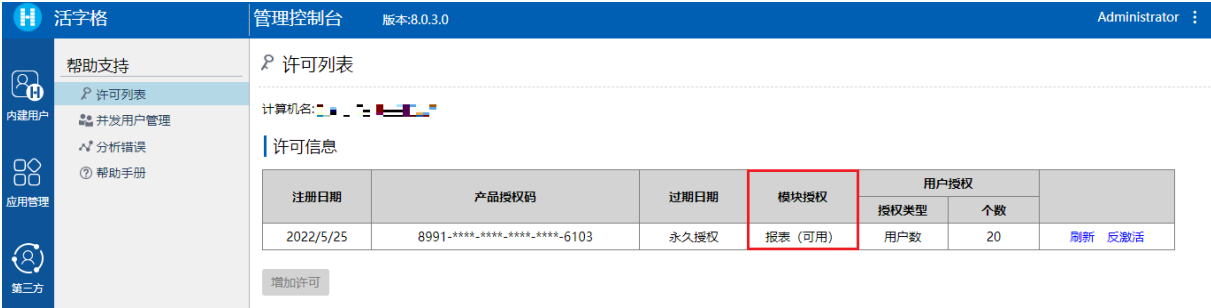 活字格 管理控制台 版本:8.0.3.0 Administrator
内建用户
应用管理
第三方
帮助支持
许可列表
并发用户管理
分析错误
帮助手册
许可列表
计算机名:
许可信息
注册日期 产品授权码 过期日期 模块授权 用户授权
授权类型 个数
2022/5/25 8991-****-****-****-****-6103 永久授权 报表（可用） 用户数 20 刷新 反激活
增加许可